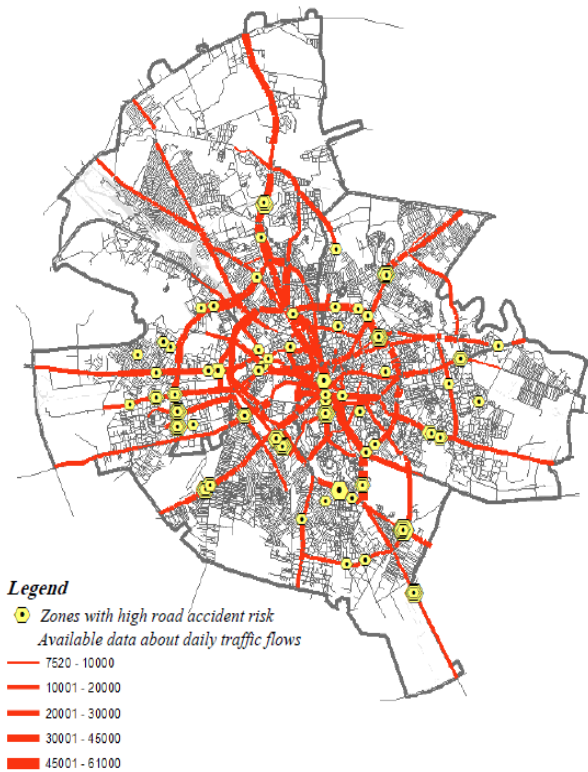 Legend
Zones with high road accident risk
Available data about daily traffic flows
7520 - 10000
10001 - 20000
20001 - 30000
30001 - 45000
45001 - 61000